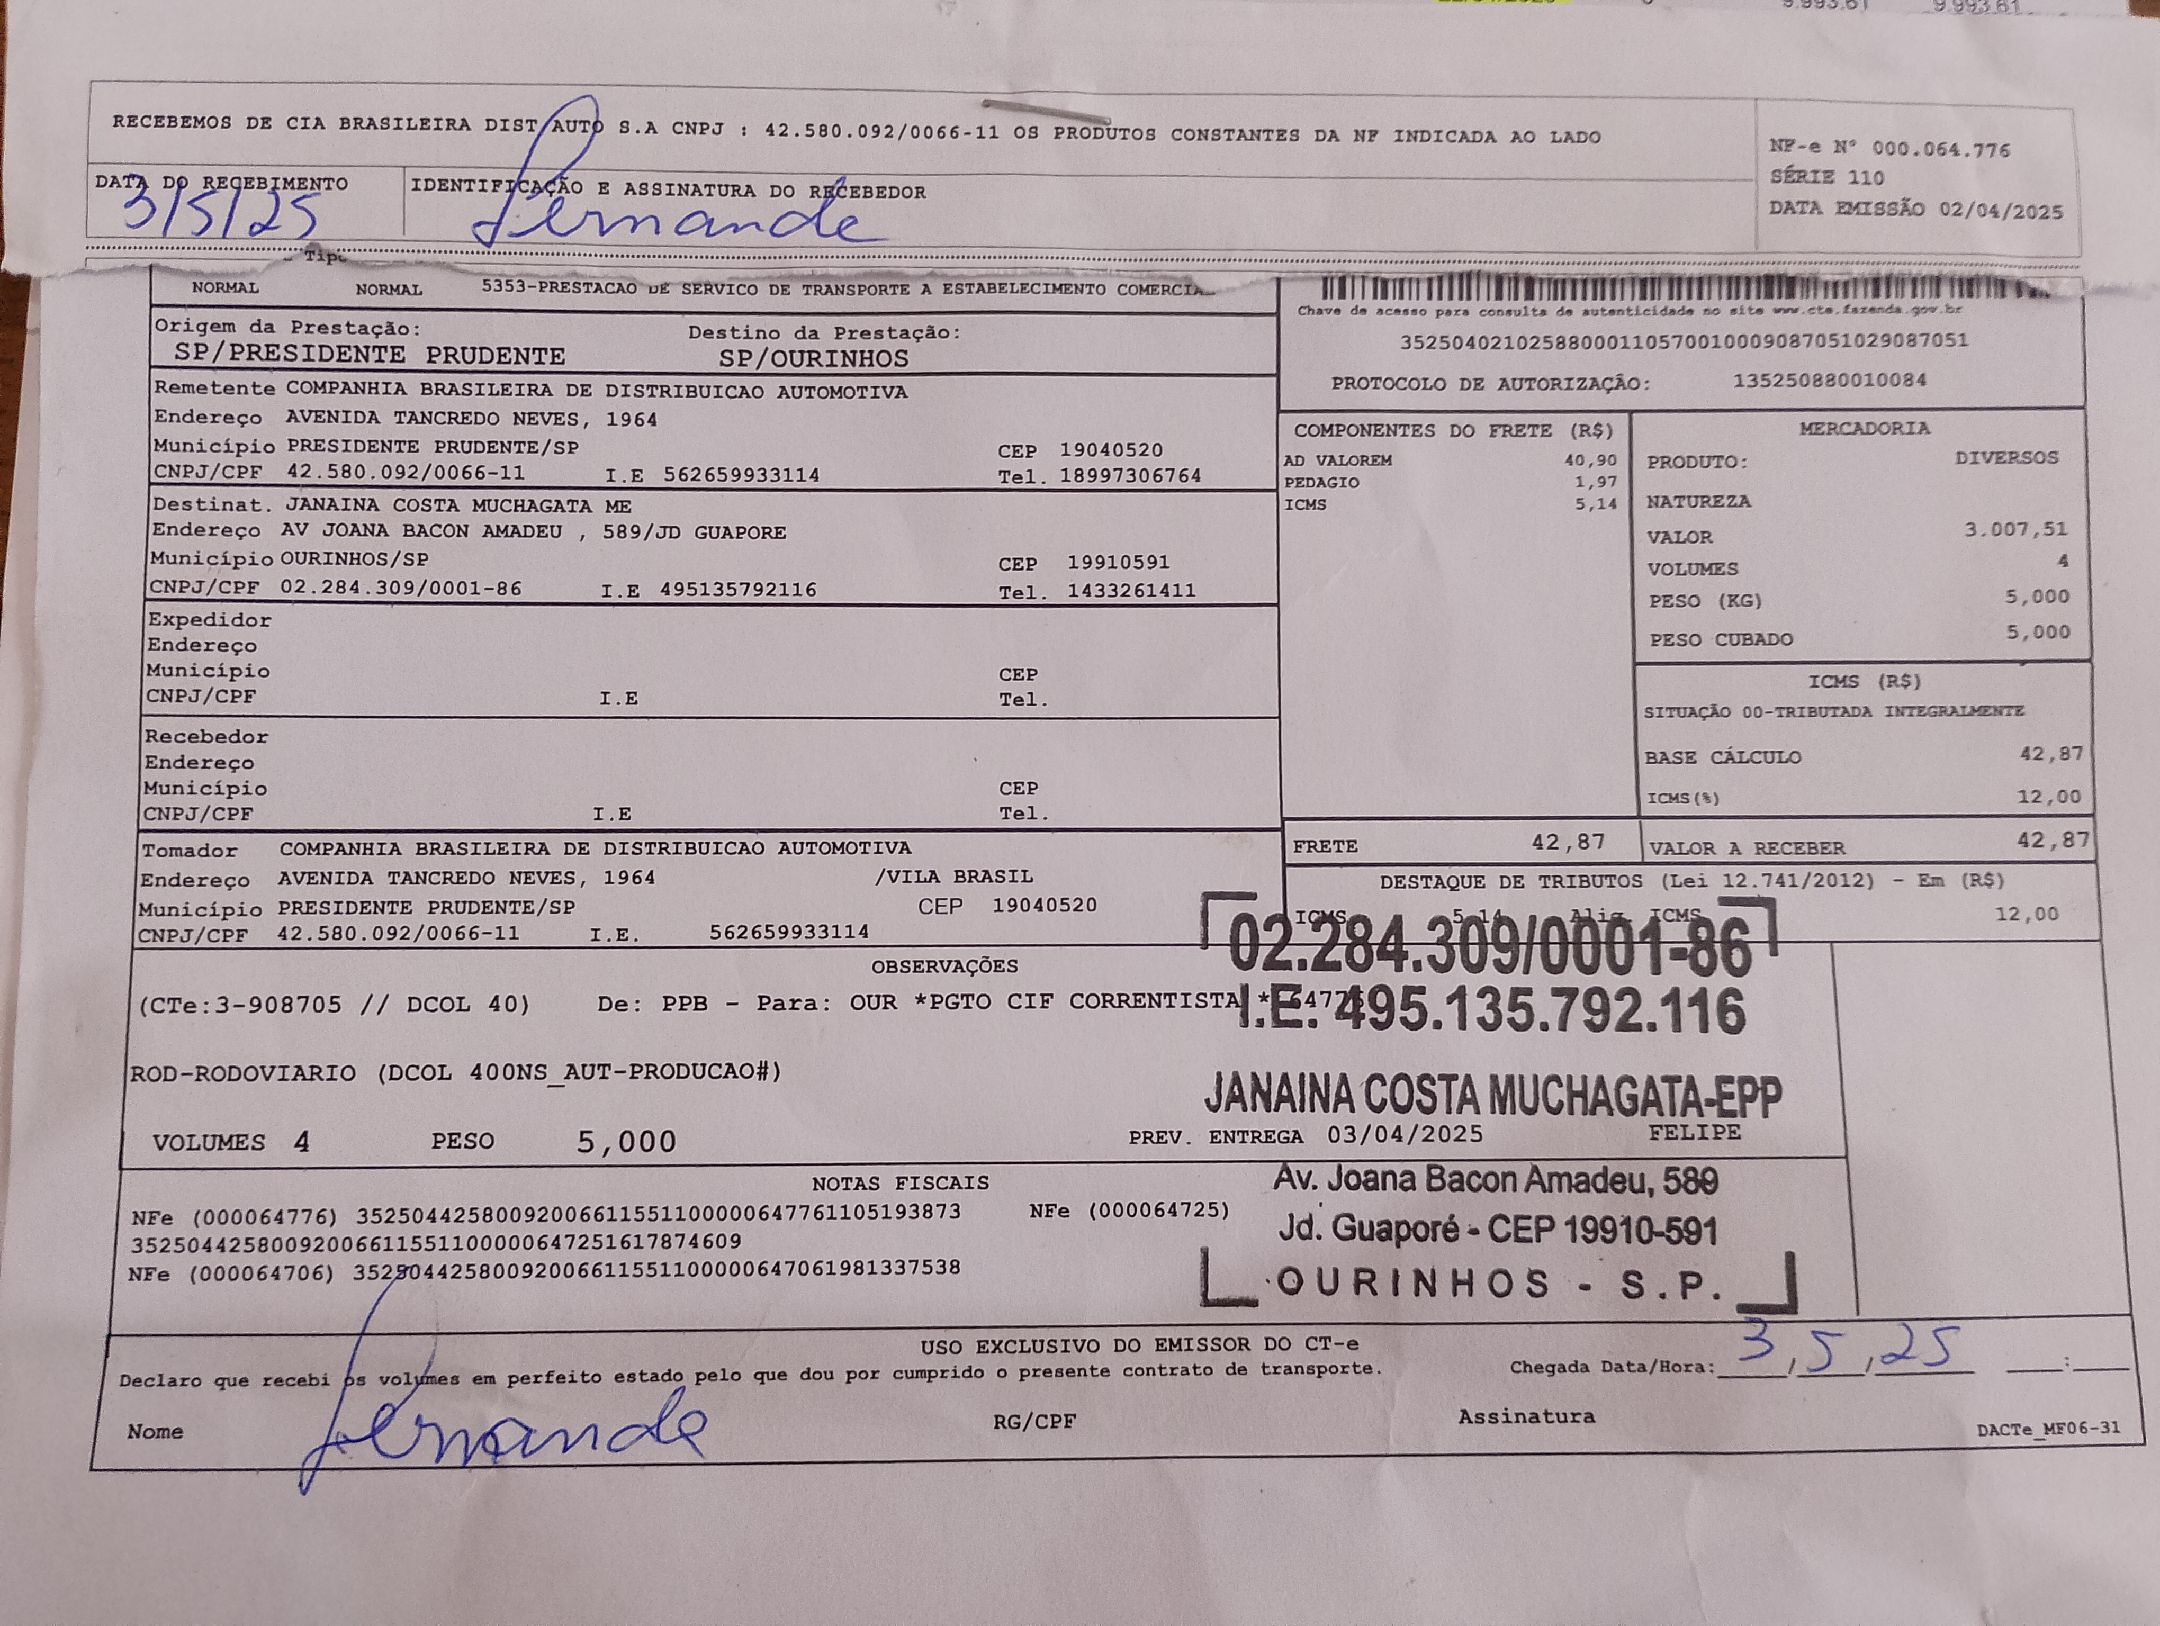 9.993.61 9.993.61
RECEBEMOS DE CIA BRASILEIRA DIST AUTO S.A CNPJ : 42.580.092/0066-11 OS PRODUTOS CONSTANTES DA NF INDICADA AO LADO
NF-e Nº 000.064.776
SÉRIE 110
DATA EMISSÃO 02/04/2025
DATA DO RECEBIMENTO
3/5/25
IDENTIFICAÇÃO E ASSINATURA DO RECEBEDOR
Fernanda
NORMAL NORMAL 5353-PRESTACAO DE SERVICO DE TRANSPORTE A ESTABELECIMENTO
Chave de acesso para consulta de autenticidade no site www.cte.fazenda.gov.br
35250402102588000110570010009087051029087051
PROTOCOLO DE AUTORIZAÇÃO: 135250880010084
Origem da Prestação: Destino da Prestação:
SP/PRESIDENTE PRUDENTE SP/OURINHOS
Remetente COMPANHIA BRASILEIRA DE DISTRIBUICAO AUTOMOTIVA
Endereço AVENIDA TANCREDO NEVES, 1964
Município PRESIDENTE PRUDENTE/SP CEP 19040520
CNPJ/CPF 42.580.092/0066-11 I.E 562659933114 Tel. 18997306764
Destinat. JANAINA COSTA MUCHAGATA ME
Endereço AV JOANA BACON AMADEU , 589/JD GUAPORE
Município OURINHOS/SP CEP 19910591
CNPJ/CPF 02.284.309/0001-86 I.E 495135792116 Tel. 1433261411
Expedidor
Endereço
Município CEP
CNPJ/CPF I.E Tel.
Recebedor
Endereço
Município CEP
CNPJ/CPF I.E Tel.
Tomador COMPANHIA BRASILEIRA DE DISTRIBUICAO AUTOMOTIVA
Endereço AVENIDA TANCREDO NEVES, 1964 /VILA BRASIL
Município PRESIDENTE PRUDENTE/SP CEP 19040520
CNPJ/CPF 42.580.092/0066-11 I.E. 562659933114
COMPONENTES DO FRETE (R$)
AD VALOREM 40,90
PEDAGIO 1,97
ICMS 5,14
MERCADORIA
PRODUTO: DIVERSOS
NATUREZA
VALOR 3.007,51
VOLUMES 4
PESO (KG) 5,000
PESO CUBADO 5,000
ICMS (R$)
SITUAÇÃO 00-TRIBUTADA INTEGRALMENTE
BASE CÁLCULO 42,87
ICMS(%) 12,00
FRETE 42,87 VALOR A RECEBER 42,87
DESTAQUE DE TRIBUTOS (Lei 12.741/2012) - Em (R$)
ICMS 5,14 Aliq. ICMS 12,00
OBSERVAÇÕES
(CTe:3-908705 // DCOL 40) De: PPB - Para: OUR *PGTO CIF CORRENTISTA *
ROD-RODOVIARIO (DCOL 400NS_AUT-PRODUCAO#)
VOLUMES 4 PESO 5,000 PREV. ENTREGA 03/04/2025 FELIPE
02.284.309/0001-86
I.E. 495.135.792.116
JANAINA COSTA MUCHAGATA-EPP
Av. Joana Bacon Amadeu, 589
Jd. Guaporé - CEP 19910-591
OURINHOS - S.P.
NOTAS FISCAIS
NFe (000064776) 35250442580092006611551100000647761105193873 NFe (000064725)
35250442580092006611551100000647251617874609
NFe (000064706) 35250442580092006611551100000647061981337538
USO EXCLUSIVO DO EMISSOR DO CT-e
Declaro que recebi os volumes em perfeito estado pelo que dou por cumprido o presente contrato de transporte. Chegada Data/Hora: 3/5/25 :
Nome Fernanda RG/CPF Assinatura
DACTe_MF06-31